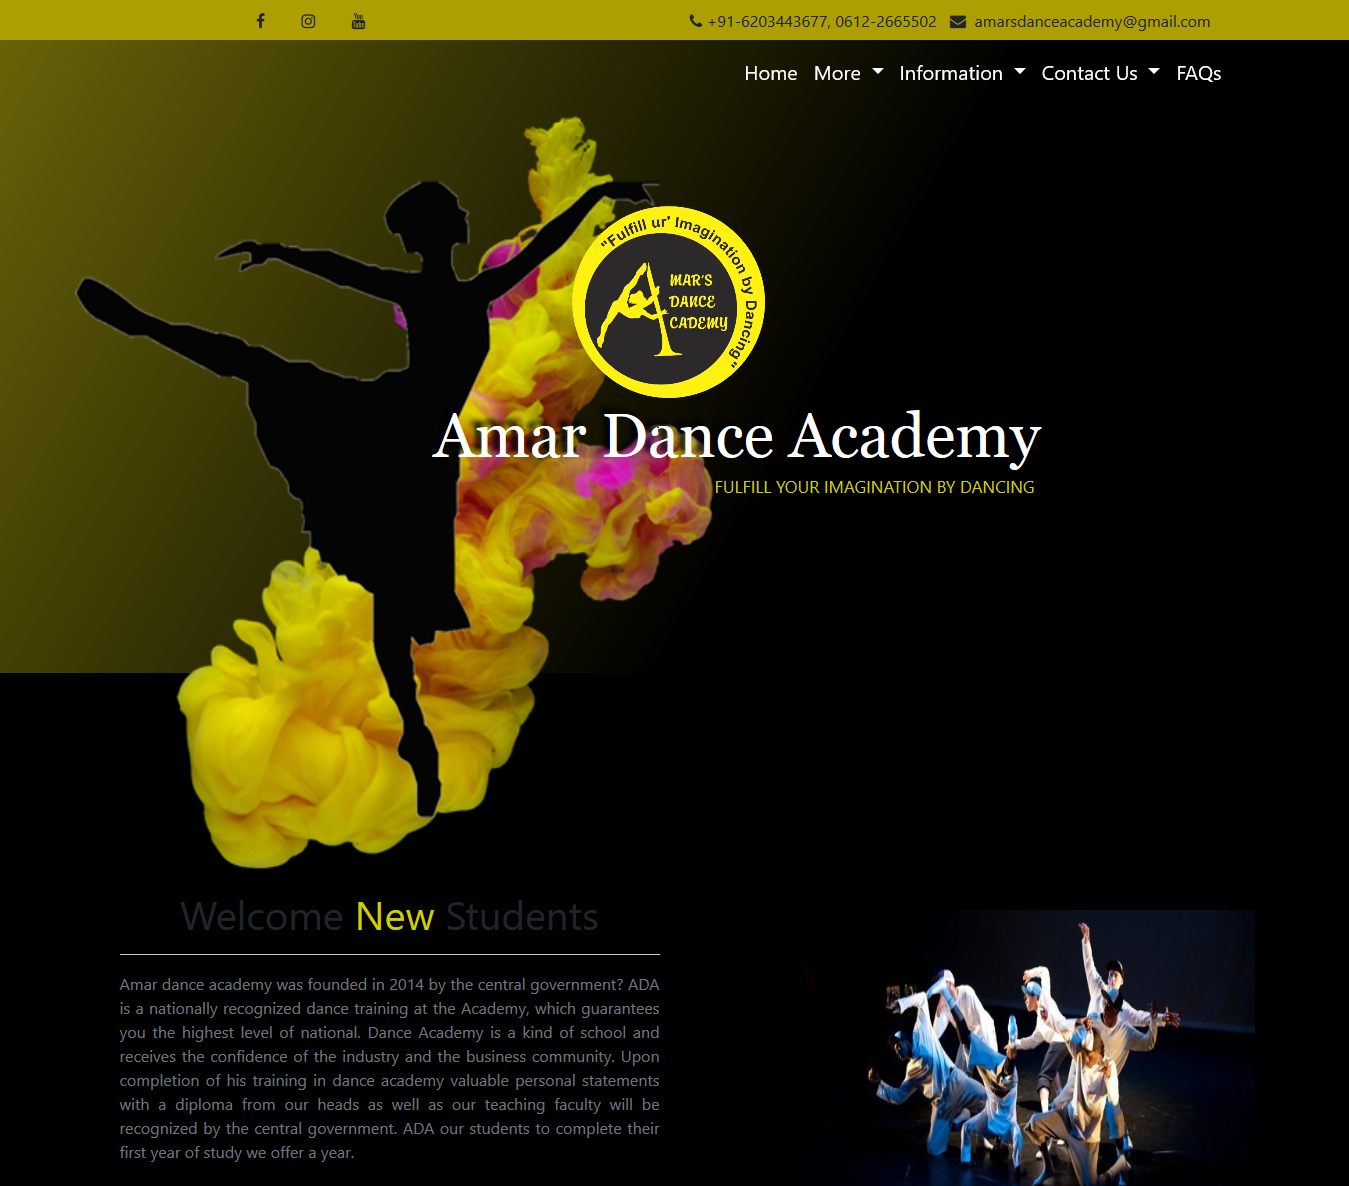 +91-6203443677, 0612-2665502 amarsdanceacademy@gmail.com
Home More Information Contact Us FAQs
"Fulfill ur' Imagination by Dancing"
AMAR'S
DANCE
ACADEMY
Amar Dance Academy
FULFILL YOUR IMAGINATION BY DANCING
Welcome New Students
Amar dance academy was founded in 2014 by the central government? ADA
is a nationally recognized dance training at the Academy, which guarantees
you the highest level of national. Dance Academy is a kind of school and
receives the confidence of the industry and the business community. Upon
completion of his training in dance academy valuable personal statements
with a diploma from our heads as well as our teaching faculty will be
recognized by the central government. ADA our students to complete their
first year of study we offer a year.